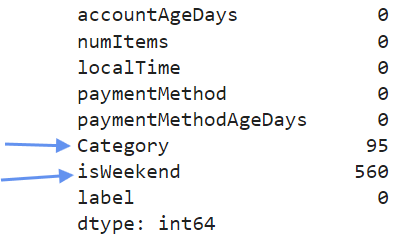 accountAgeDays 0
numItems 0
localTime 0
paymentMethod 0
paymentMethodAgeDays 0
Category 95
isWeekend 560
label 0
dtype: int64